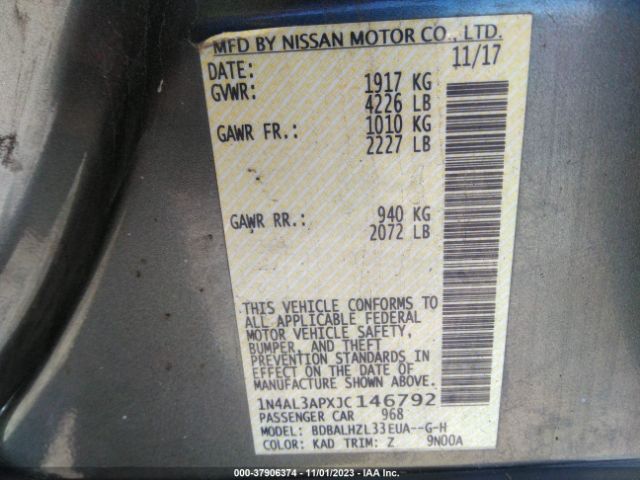 MFD BY NISSAN MOTOR CO., LTD.
DATE: 11/17
GVWR: 1917 KG
4226 LB
GAWR FR.: 1010 KG
2227 LB
GAWR RR.: 940 KG
2072 LB
THIS VEHICLE CONFORMS TO
ALL APPLICABLE FEDERAL
MOTOR VEHICLE SAFETY,
BUMPER, AND THEFT
PREVENTION STANDARDS IN
EFFECT ON THE DATE OF
MANUFACTURE SHOWN ABOVE.
1N4AL3APXJC146792
PASSENGER CAR 968
MODEL: BDBALHZL33EUA--G-H
COLOR: KAD TRIM: Z 9N00A
000-37906374 | 11/01/2023 - copart